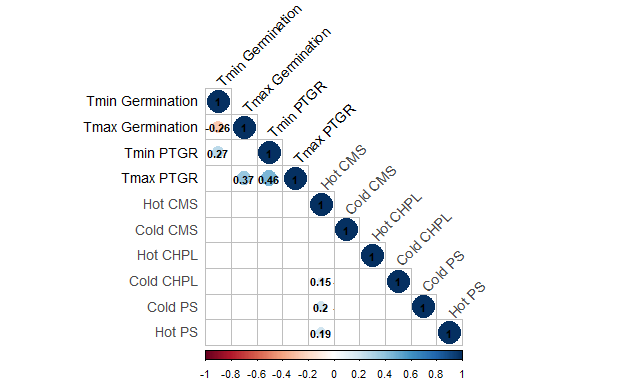 Tmin Germination
Tmax Germination
Tmin PTGR
Tmax PTGR
Hot CMS
Cold CMS
Hot CHPL
Cold CHPL
Cold PS
Hot PS
Tmin Germination 1
Tmax Germination -0.26 1
Tmin PTGR 0.27 1
Tmax PTGR 0.37 0.46 1
Hot CMS 1
Cold CMS 1
Hot CHPL 1
Cold CHPL 0.15 1
Cold PS 0.2 1
Hot PS 0.19 1
-1 -0.8 -0.6 -0.4 -0.2 0 0.2 0.4 0.6 0.8 1